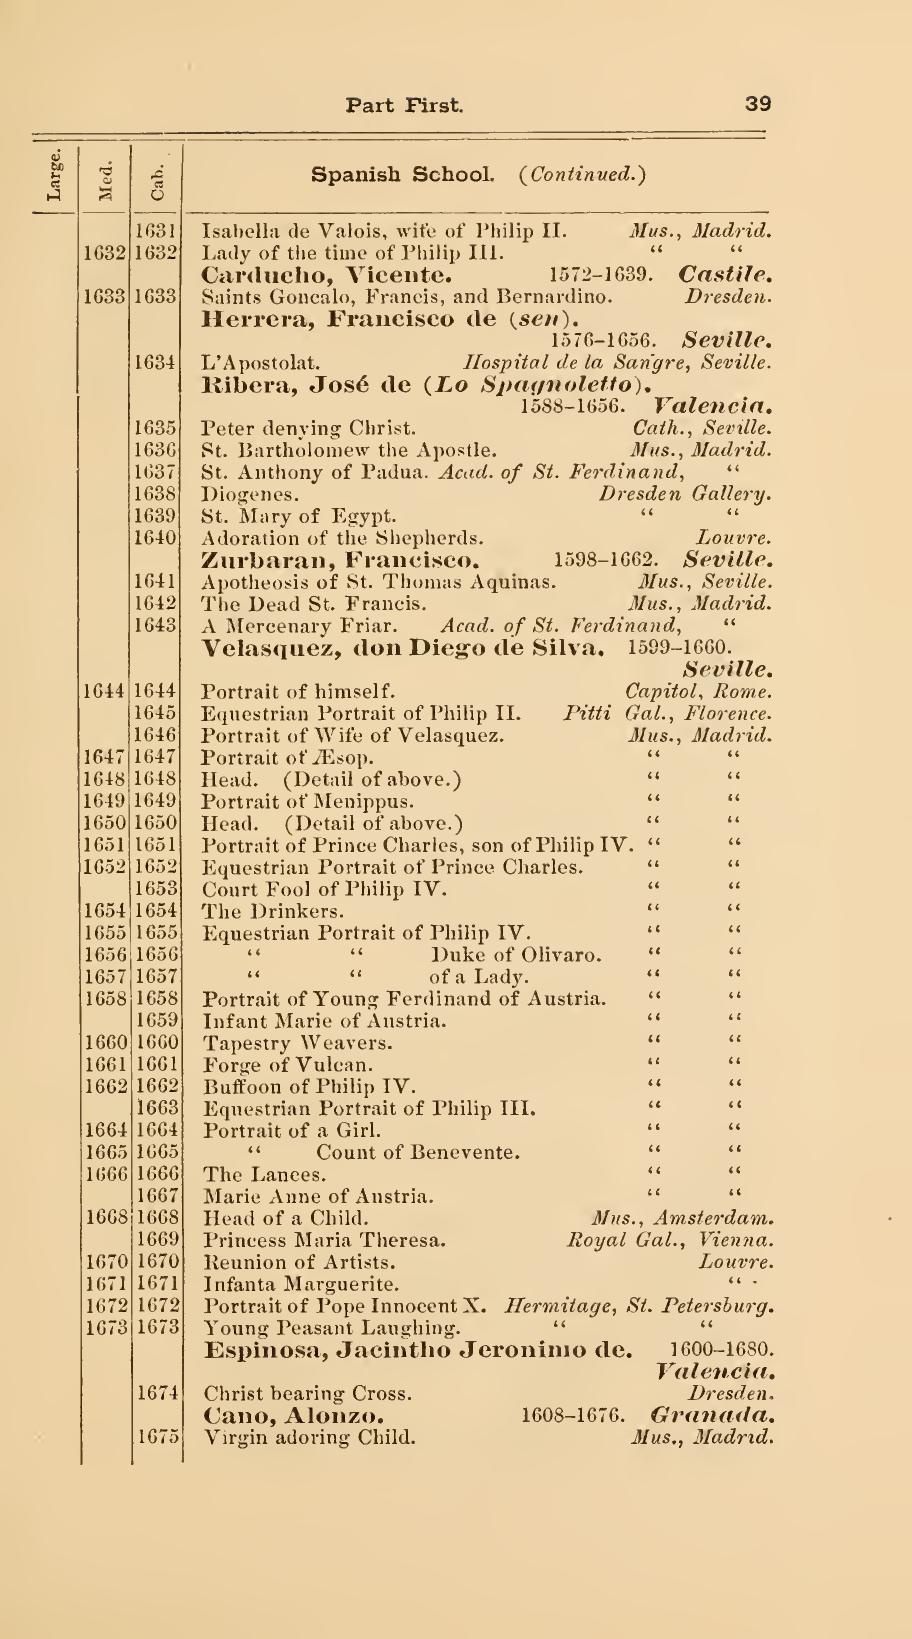 Part First. 39
Large. Med. Cab. Spanish School. (Continued.)
1631 Isabella de Valois, wife of Philip II. Mus., Madrid.
1632 1632 Lady of the time of Philip III. “ “
Carducho, Vicente. 1572–1639. Castile.
1633 1633 Saints Goncalo, Francis, and Bernardino. Dresden.
Herrera, Francisco de (sen).
1576–1656. Seville.
1634 L'Apostolat. Hospital de la Sangre, Seville.
Ribera, José de (Lo Spagnoletto).
1588–1656. Valencia.
1635 Peter denying Christ. Cath., Seville.
1636 St. Bartholomew the Apostle. Mus., Madrid.
1637 St. Anthony of Padua. Acad. of St. Ferdinand, “
1638 Diogenes. Dresden Gallery.
1639 St. Mary of Egypt. “ “
1640 Adoration of the Shepherds. Louvre.
Zurbaran, Francisco. 1598–1662. Seville.
1641 Apotheosis of St. Thomas Aquinas. Mus., Seville.
1642 The Dead St. Francis. Mus., Madrid.
1643 A Mercenary Friar. Acad. of St. Ferdinand, “
Velasquez, don Diego de Silva. 1599–1660.
Seville.
1644 1644 Portrait of himself. Capitol, Rome.
1645 Equestrian Portrait of Philip II. Pitti Gal., Florence.
1646 Portrait of Wife of Velasquez. Mus., Madrid.
1647 1647 Portrait of Æsop. “ “
1648 1648 Head. (Detail of above.) “ “
1649 1649 Portrait of Menippus. “ “
1650 1650 Head. (Detail of above.) “ “
1651 1651 Portrait of Prince Charles, son of Philip IV. “ “
1652 1652 Equestrian Portrait of Prince Charles. “ “
1653 Court Fool of Philip IV. “ “
1654 1654 The Drinkers. “ “
1655 1655 Equestrian Portrait of Philip IV. “ “
1656 1656 “ “ Duke of Olivaro. “ “
1657 1657 “ “ of a Lady. “ “
1658 1658 Portrait of Young Ferdinand of Austria. “ “
1659 Infant Marie of Austria. “ “
1660 1660 Tapestry Weavers. “ “
1661 1661 Forge of Vulcan. “ “
1662 1662 Buffoon of Philip IV. “ “
1663 Equestrian Portrait of Philip III. “ “
1664 1664 Portrait of a Girl. “ “
1665 1665 “ Count of Benevente. “ “
1666 1666 The Lances. “ “
1667 Marie Anne of Austria. “ “
1668 1668 Head of a Child. Mus., Amsterdam.
1669 Princess Maria Theresa. Royal Gal., Vienna.
1670 1670 Reunion of Artists. Louvre.
1671 1671 Infanta Marguerite. “
1672 1672 Portrait of Pope Innocent X. Hermitage, St. Petersburg.
1673 1673 Young Peasant Laughing. “ “
Espinosa, Jacintho Jeronimo de. 1600–1680.
Valencia.
1674 Christ bearing Cross. Dresden.
Cano, Alonzo. 1608–1676. Granada.
1675 Virgin adoring Child. Mus., Madrid.